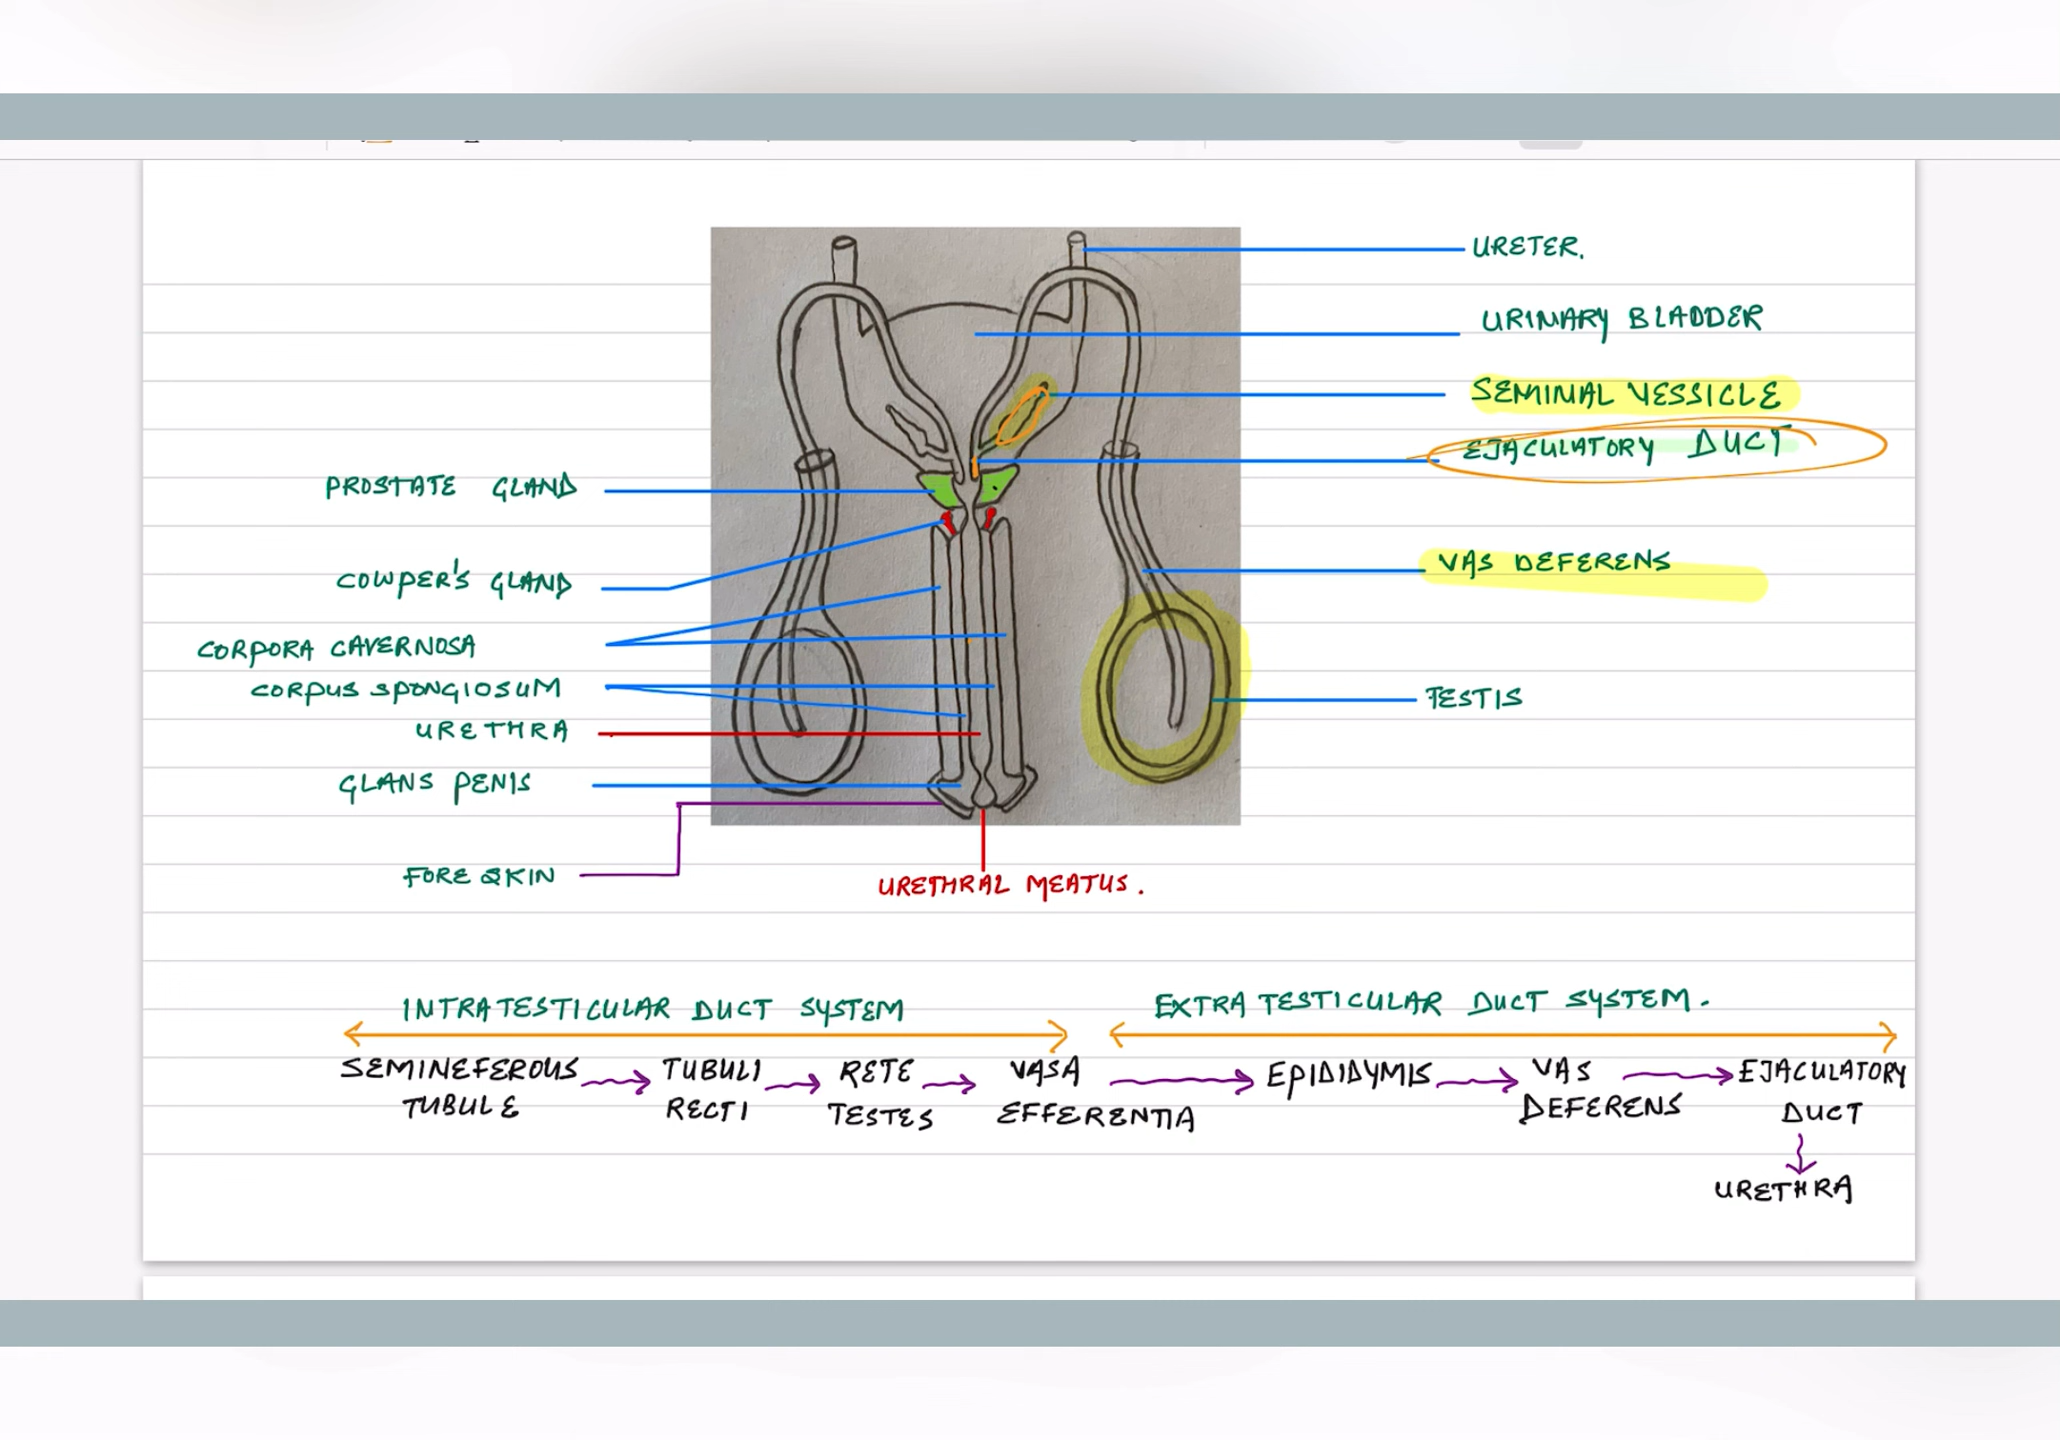 URETER.
URINARY BLADDER
SEMINAL VESSICLE
EJACULATORY DUCT
VAS DEFERENS
TESTIS
PROSTATE GLAND
COWPER'S GLAND
CORPORA CAVERNOSA
CORPUS SPONGIOSUM
URETHRA
GLANS PENIS
FORE SKIN
URETHRAL MEATUS.
INTRATESTICULAR DUCT SYSTEM
EXTRA TESTICULAR DUCT SYSTEM.
SEMINEFEROUS TUBULI RETE VASA EPIDIDYMIS VAS EJACULATORY
TUBULE RECTI TESTES EFFERENTIA DEFERENS DUCT
URETHRA